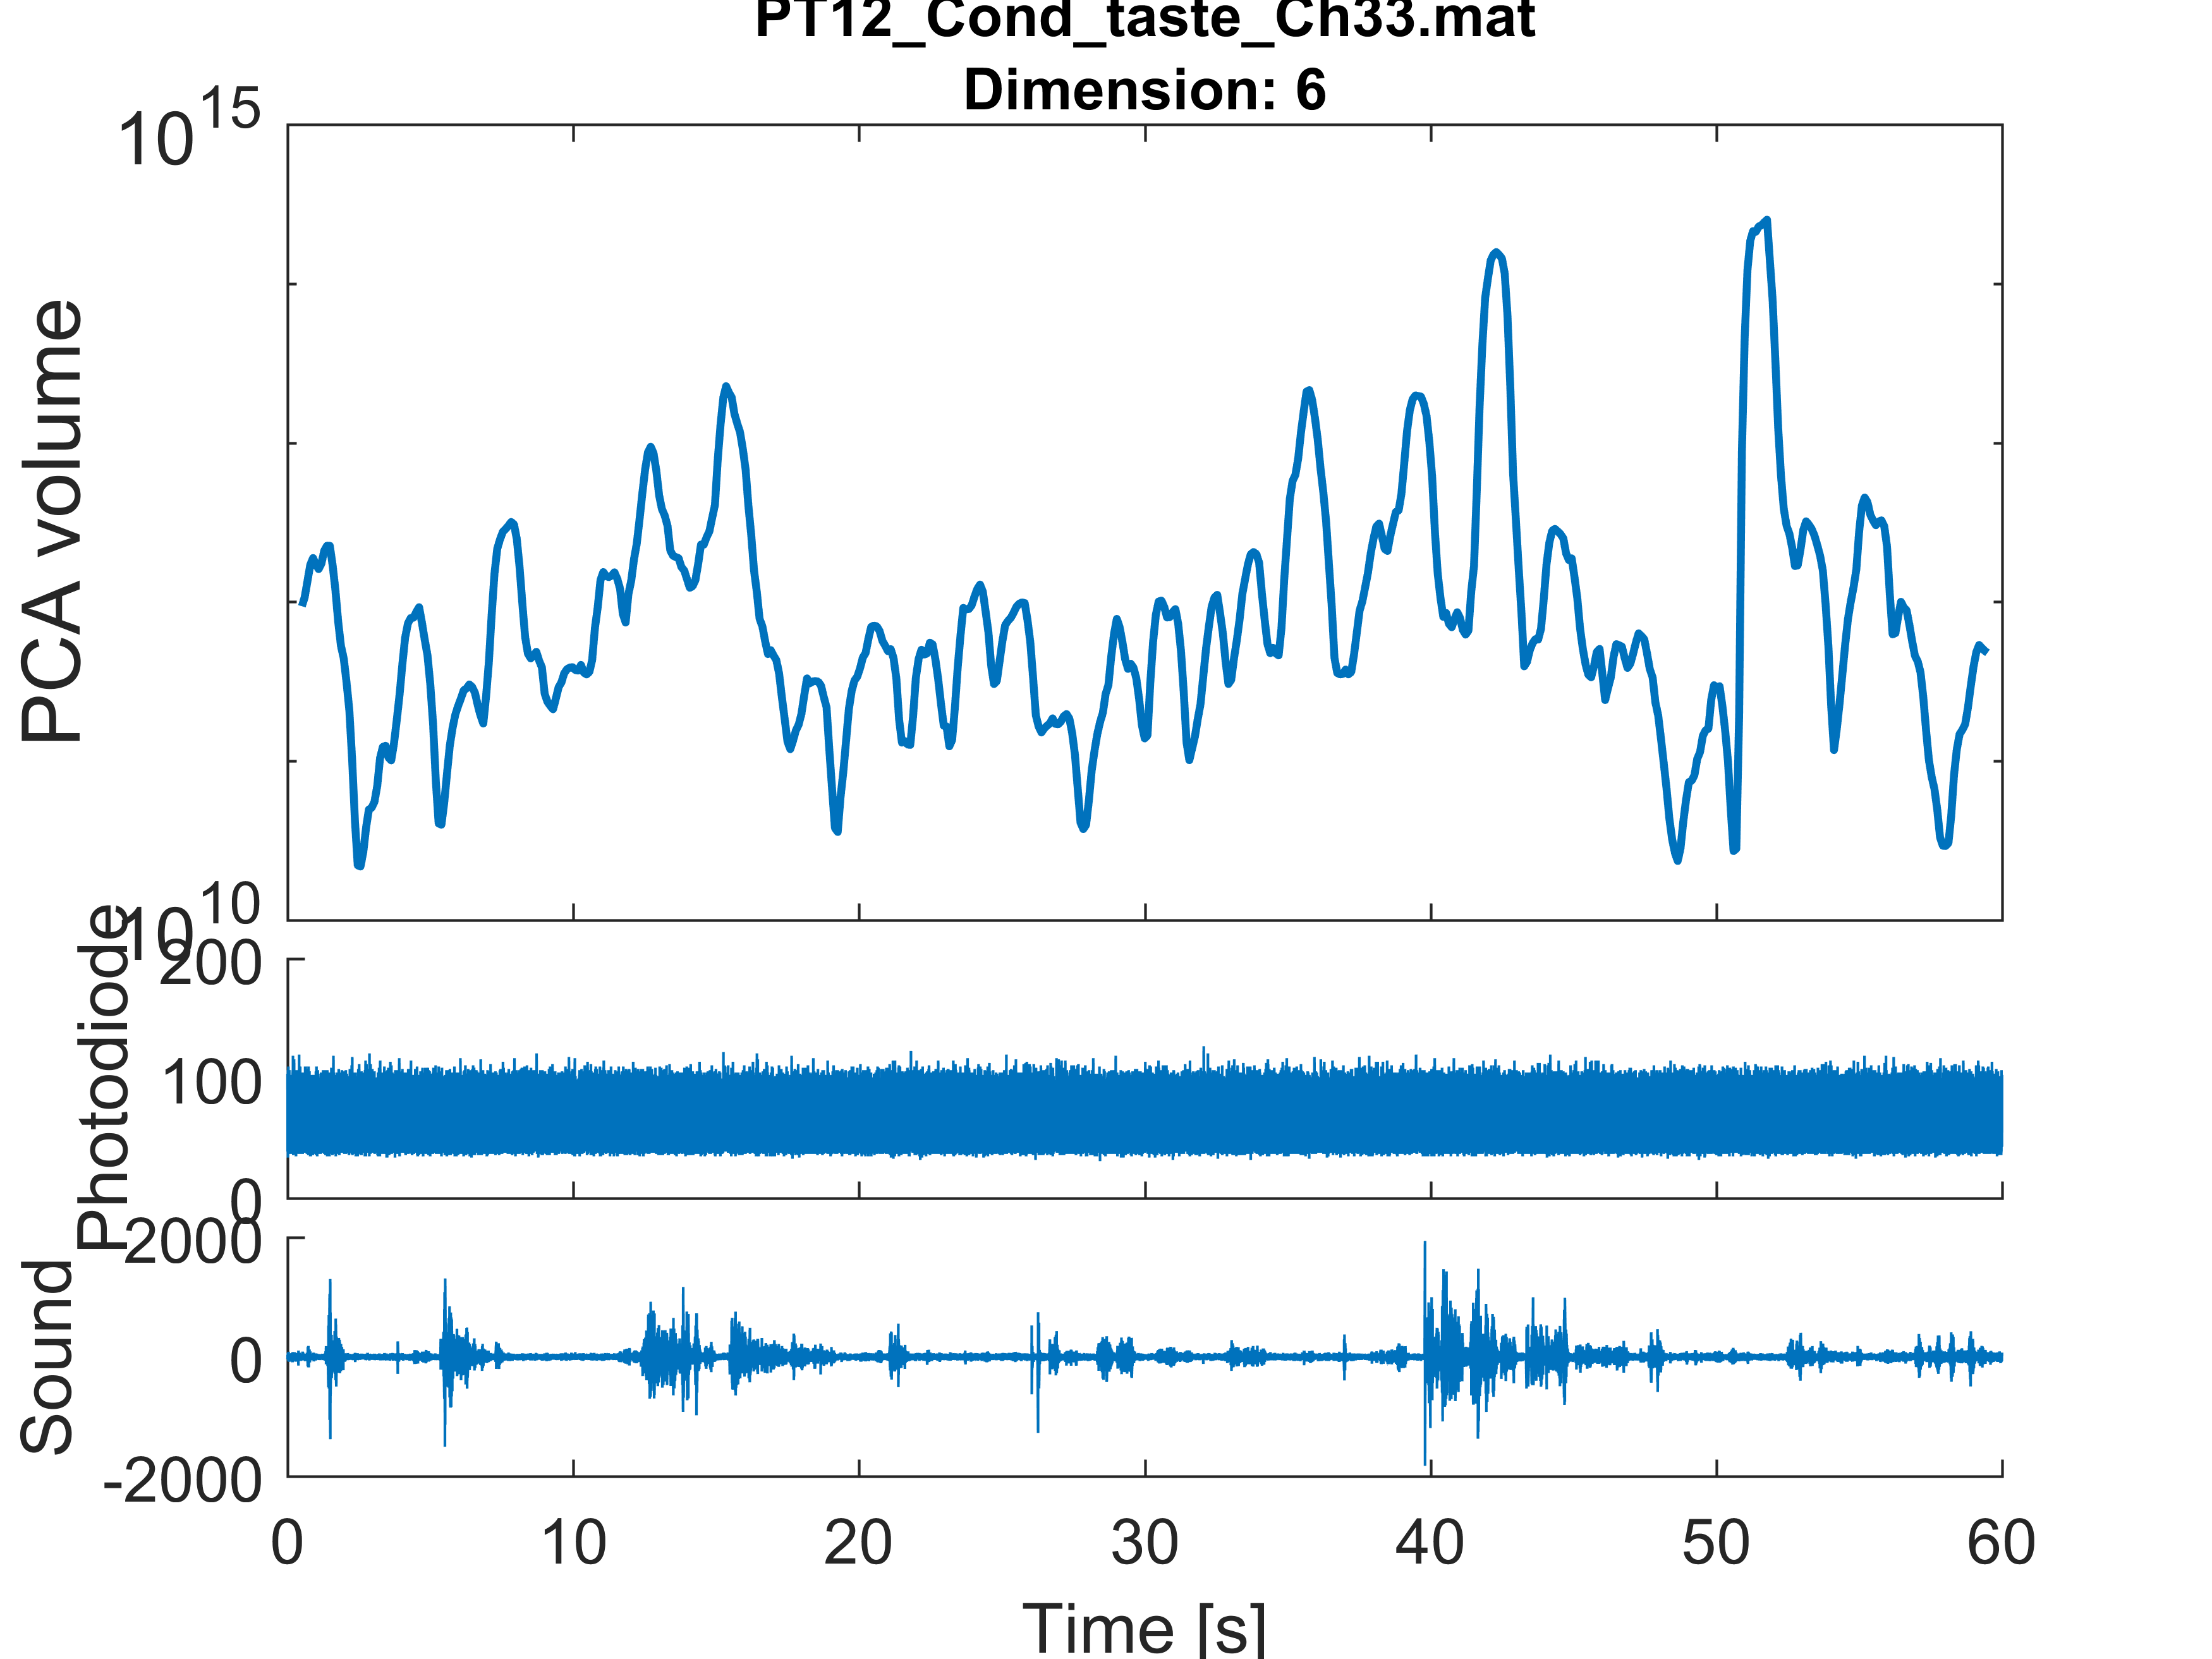 PT12_Cond_taste_Ch33.mat
Dimension: 6
10^15
PCA volume
10^10
200
Photodiode
100
0
2000
Sound
0
-2000
0 10 20 30 40 50 60
Time [s]